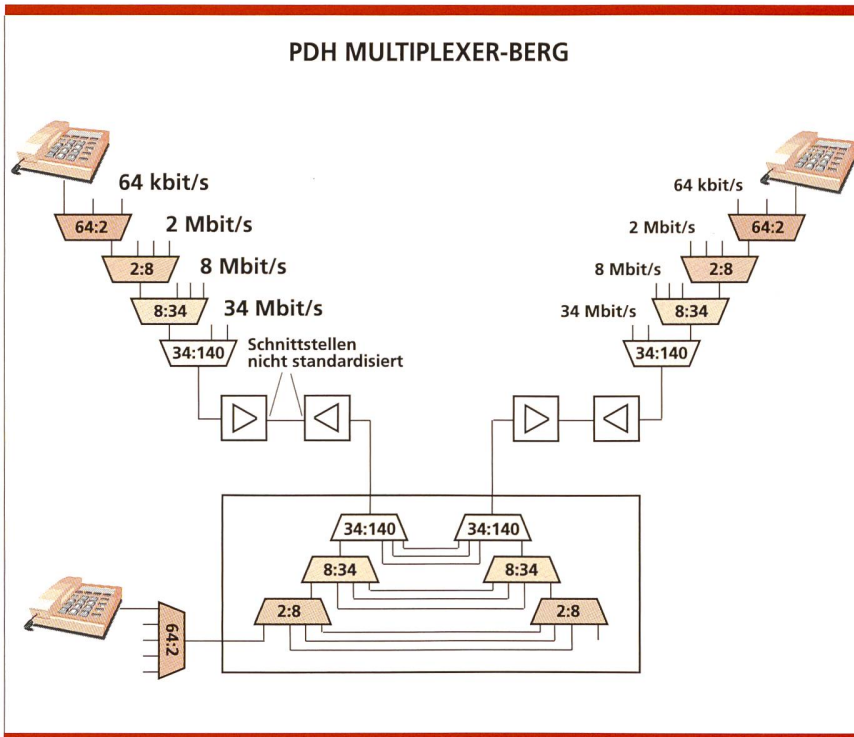 PDH MULTIPLEXER-BERG
64 kbit/s
64:2
2 Mbit/s
2:8
8 Mbit/s
8:34
34 Mbit/s
34:140
Schnittstellen
nicht standardisiert
64 kbit/s
64:2
2 Mbit/s
2:8
8 Mbit/s
8:34
34 Mbit/s
34:140
34:140
34:140
8:34
8:34
2:8
2:8
64:2